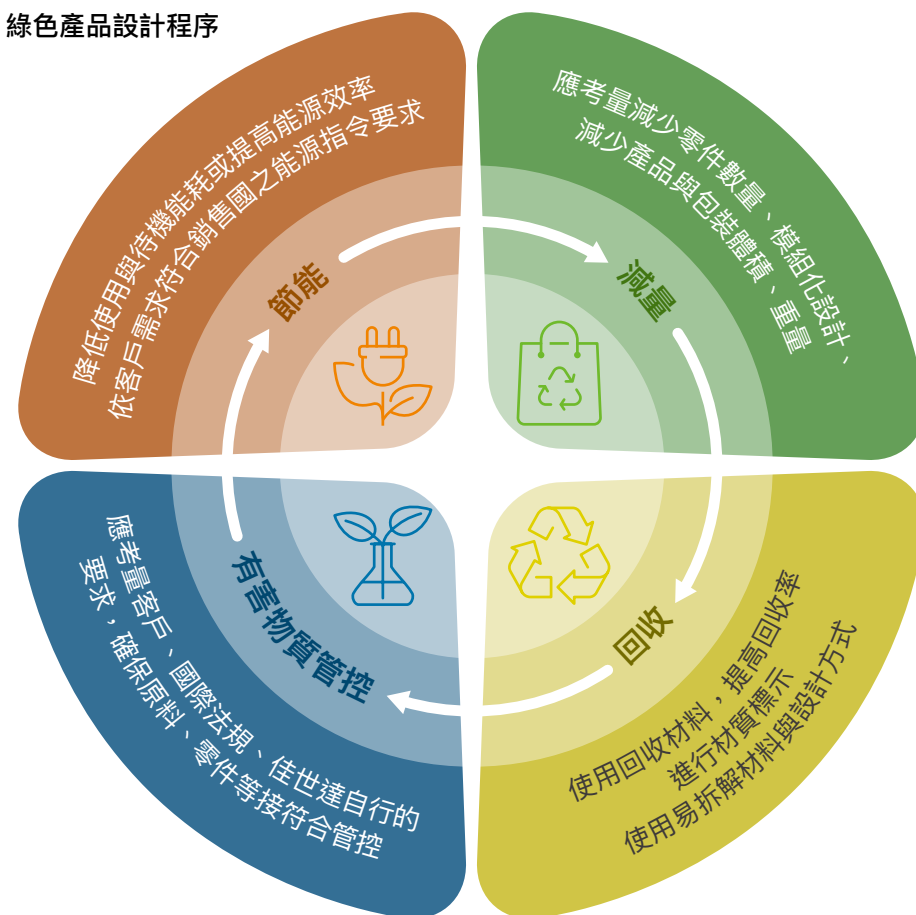 綠色產品設計程序
降低使用與待機能耗或提高能源效率
依客戶需求符合銷售國之能源指令要求
節能
應考量減少零件數量、模組化設計、
減少產品與包裝體積、重量
減量
回收
使用回收材料，提高回收率
進行材質標示
使用易拆解材料與設計方式
有害物質管控
應考量客戶、國際法規、佳世達自行的
要求，確保原料、零件等接符合管控